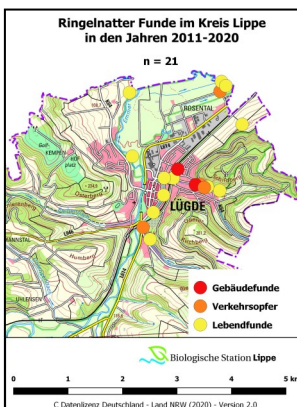 Ringelnatter Funde im Kreis Lippe
in den Jahren 2011-2020
n = 21
ROSENTAL
KEMPEN
LÜGDE
Gebäudefunde
Verkehrsopfer
Lebendfunde
Biologische Station Lippe
0 1 2 3 4 5 km
C Datenlizenz Deutschland - Land NRW (2020) - Version 2.0